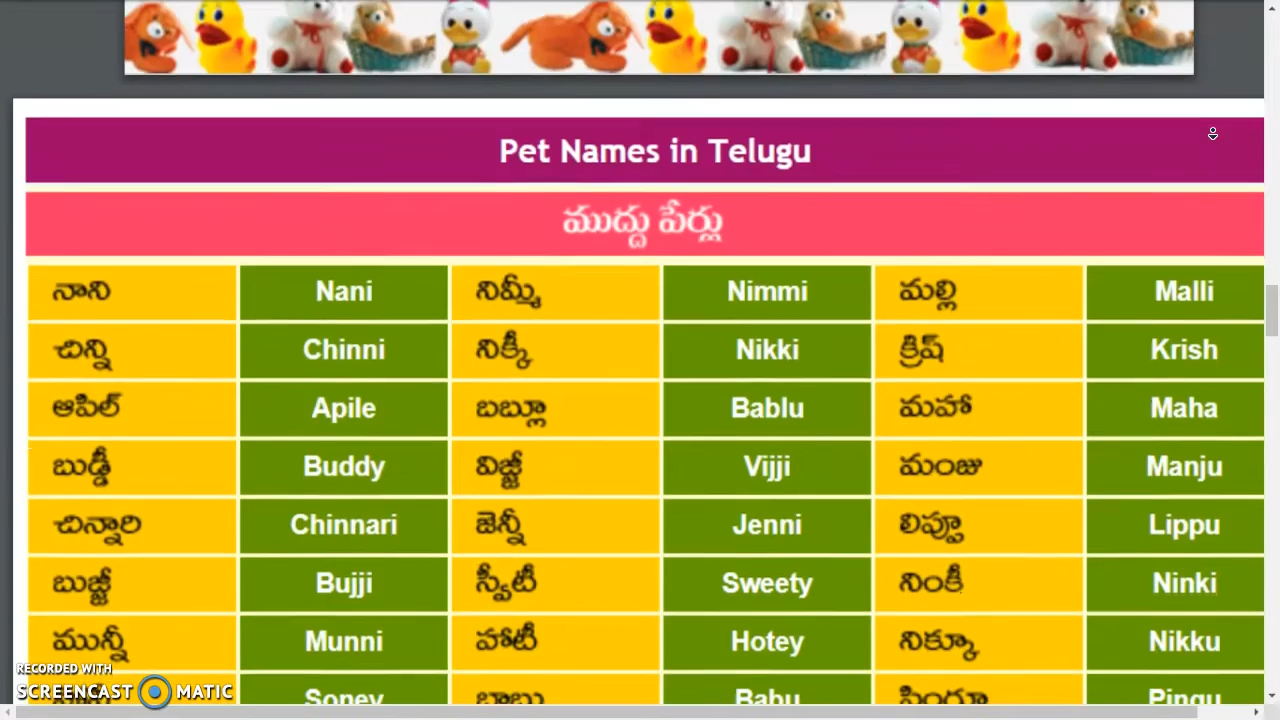 Pet Names in Telugu
ముద్దు పేర్లు
నాని Nani నిమ్మీ Nimmi మల్లి Malli
చిన్ని Chinni నిక్కీ Nikki క్రిష్ Krish
ఆపిల్ Apile బబ్లూ Bablu మహా Maha
బుడ్డీ Buddy విజ్జీ Vijji మంజు Manju
చిన్నారి Chinnari జెన్నీ Jenni లిప్పూ Lippu
బుజ్జీ Bujji స్వీటీ Sweety నింకీ Ninki
మున్నీ Munni హాటీ Hotey నిక్కూ Nikku
Soney బాబు Babu Pingu
RECORDED WITH
SCREENCAST MATIC